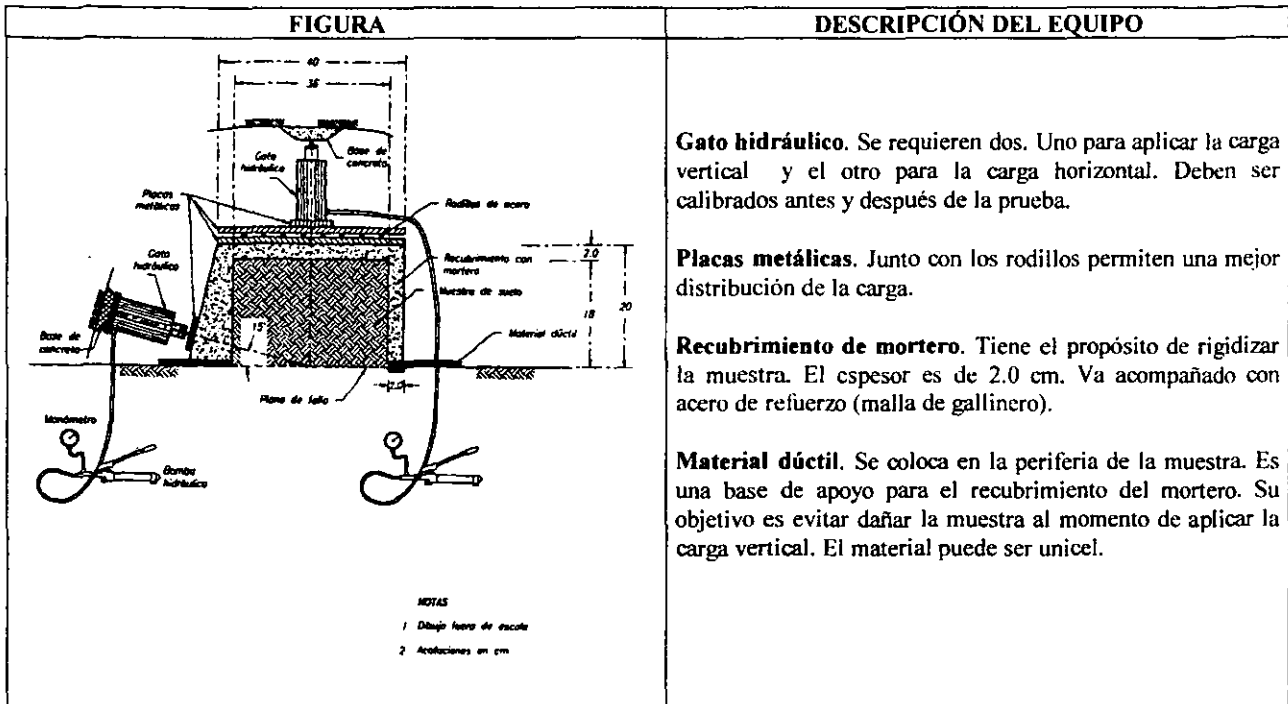 FIGURA
DESCRIPCIÓN DEL EQUIPO
40
36
Gato
hidráulico
Base de
concreto
Placas
metálicas
Rodillos de acero
Gato
hidráulico
Recubrimiento con
mortero
2.0
Muestra de suelo
18
20
15°
Base de
concreto
Material dúctil
2.0
Plano de falla
Manómetro
Bomba
hidráulica
NOTAS
1 Dibujo fuera de escala
2 Acotaciones en cm
Gato hidráulico. Se requieren dos. Uno para aplicar la carga
vertical y el otro para la carga horizontal. Deben ser
calibrados antes y después de la prueba.
Placas metálicas. Junto con los rodillos permiten una mejor
distribución de la carga.
Recubrimiento de mortero. Tiene el propósito de rigidizar
la muestra. El espesor es de 2.0 cm. Va acompañado con
acero de refuerzo (malla de gallinero).
Material dúctil. Se coloca en la periferia de la muestra. Es
una base de apoyo para el recubrimiento del mortero. Su
objetivo es evitar dañar la muestra al momento de aplicar la
carga vertical. El material puede ser unicel.